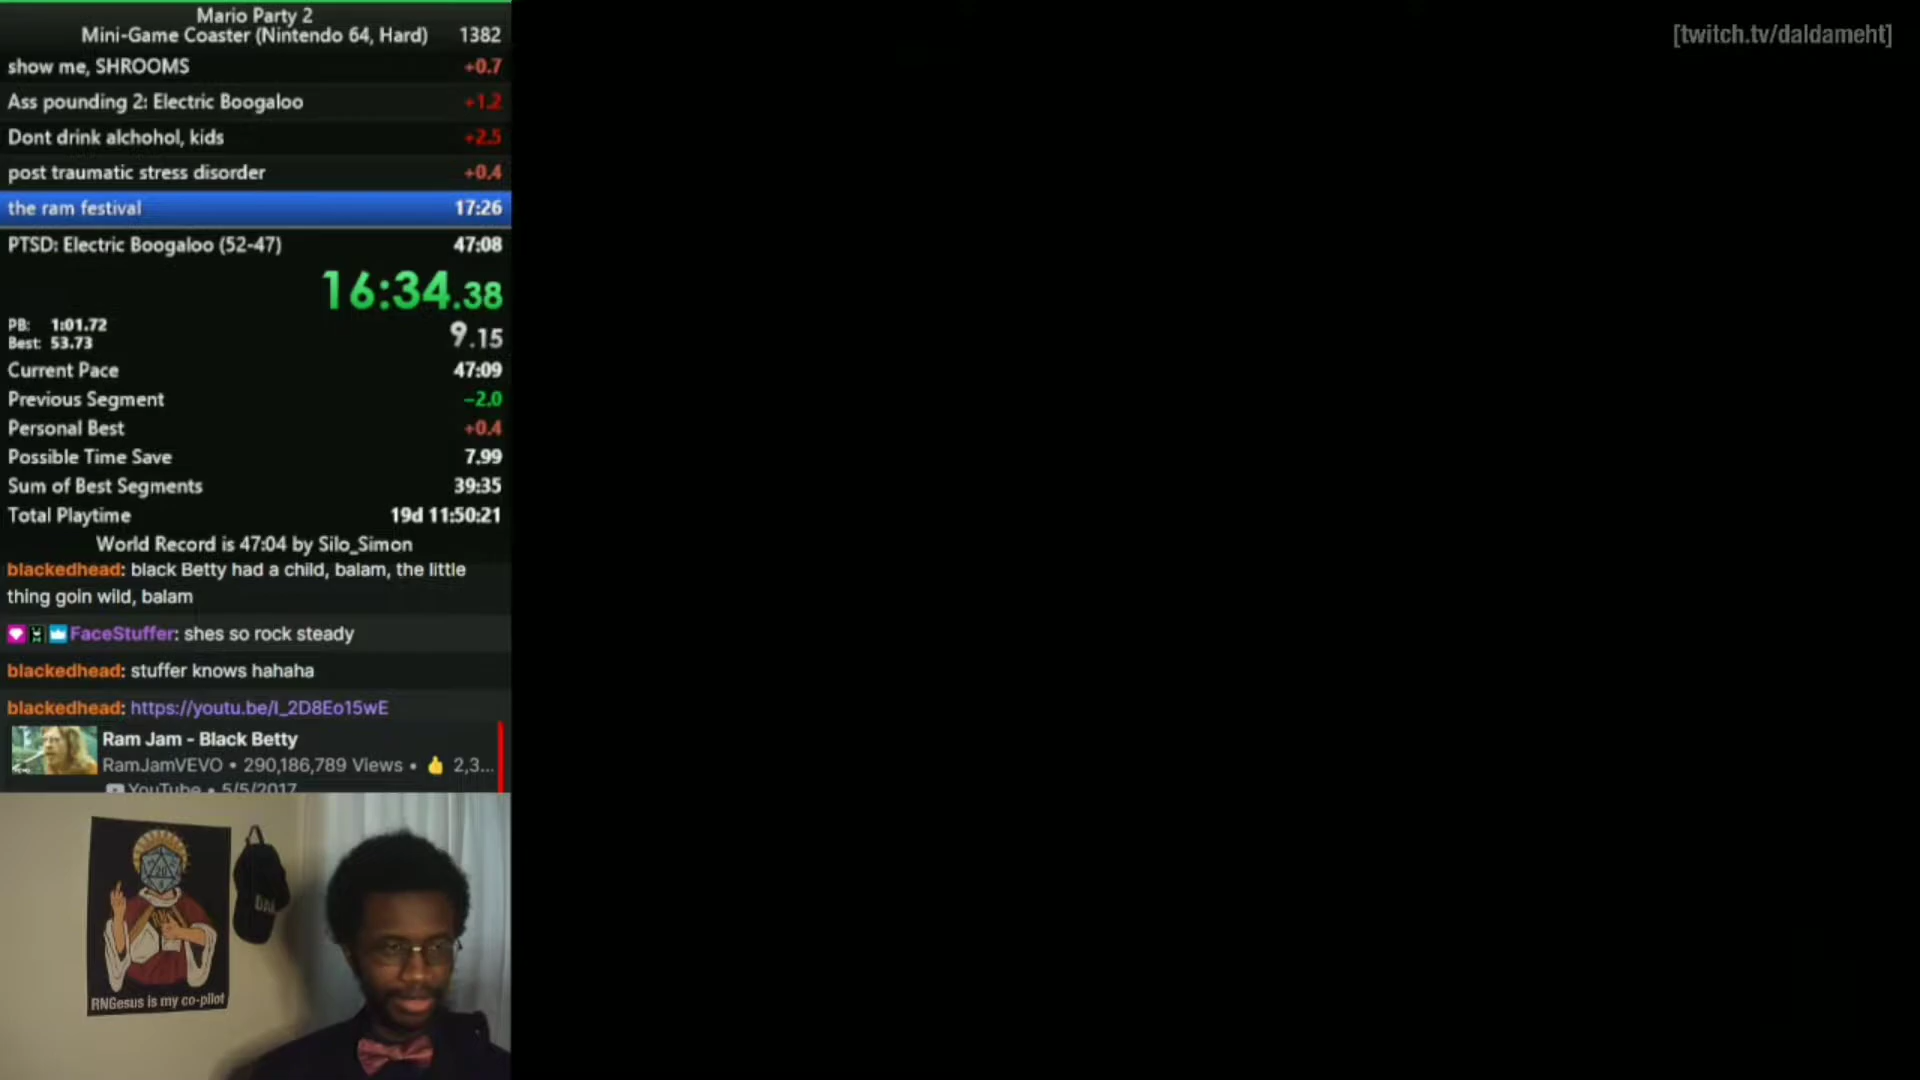 Mario Party 2
Mini-Game Coaster (Nintendo 64, Hard) 1382
show me, SHROOMS +0.7
Ass pounding 2: Electric Boogaloo +1.2
Dont drink alchohol, kids +2.5
post traumatic stress disorder +0.4
the ram festival 17:26
PTSD: Electric Boogaloo (52-47) 47:08
16:34.38
PB: 1:01.72
Best: 53.73
9.15
Current Pace 47:09
Previous Segment -2.0
Personal Best +0.4
Possible Time Save 7.99
Sum of Best Segments 39:35
Total Playtime 19d 11:50:21
World Record is 47:04 by Silo_Simon
blackedhead: black Betty had a child, balam, the little
thing goin wild, balam
FaceStuffer: shes so rock steady
blackedhead: stuffer knows hahaha
blackedhead: https://youtu.be/I_2D8Eo15wE
Ram Jam - Black Betty
RamJamVEVO • 290,186,789 Views • 👍 2,3...
YouTube • 5/5/2017
RNGesus is my co-pilot
[twitch.tv/daldameht]